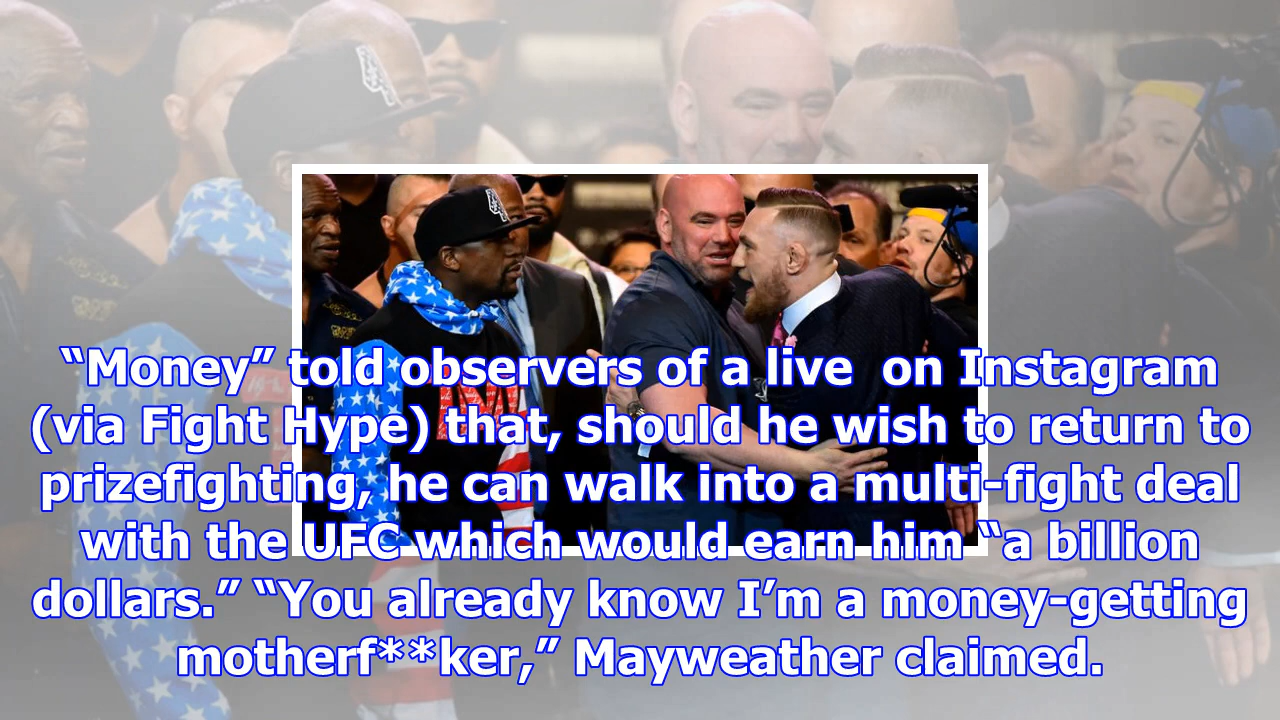 “Money” told observers of a live  on Instagram
(via Fight Hype) that, should he wish to return to
prizefighting, he can walk into a multi-fight deal
with the UFC which would earn him “a billion
dollars.” “You already know I’m a money-getting
motherf**ker,” Mayweather claimed.